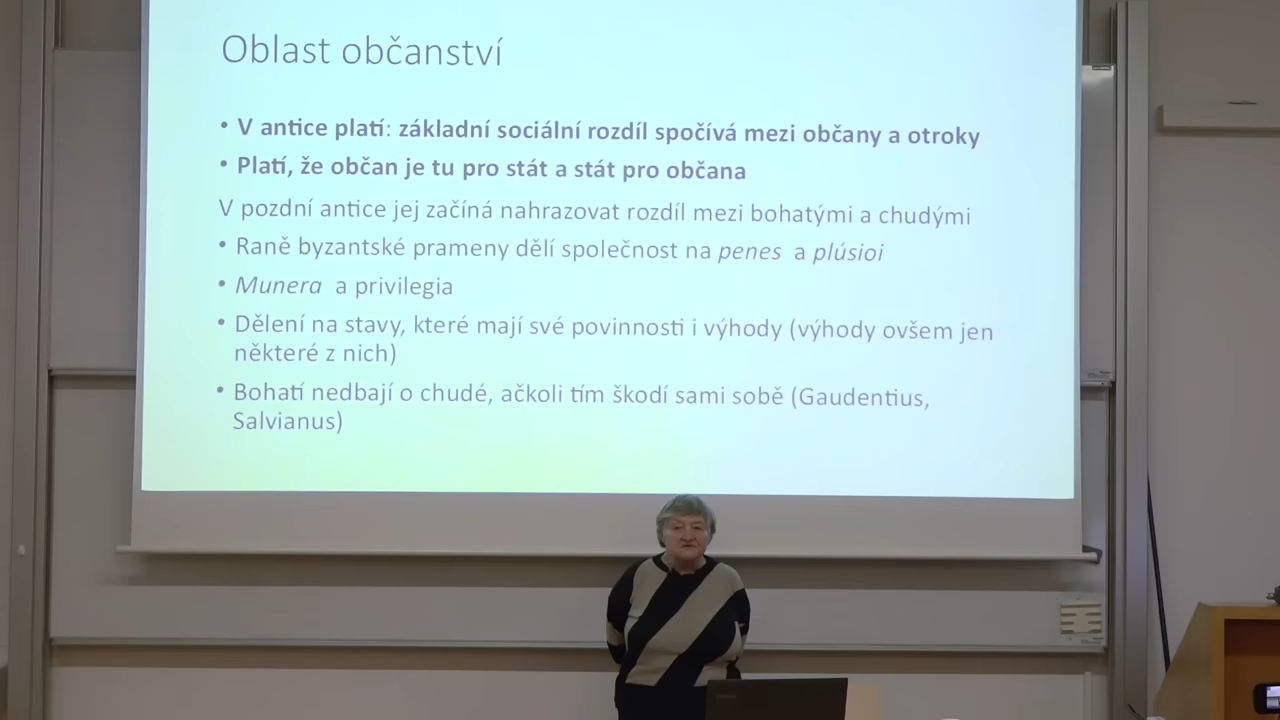 Oblast občanství
• V antice platí: základní sociální rozdíl spočívá mezi občany a otroky
• Platí, že občan je tu pro stát a stát pro občana
V pozdní antice jej začíná nahrazovat rozdíl mezi bohatými a chudými
• Raně byzantské prameny dělí společnost na penes a plúsioi
• Munera a privilegia
• Dělení na stavy, které mají své povinnosti i výhody (výhody ovšem jen
některé z nich)
• Bohatí nedbají o chudé, ačkoli tím škodí sami sobě (Gaudentius,
Salvianus)